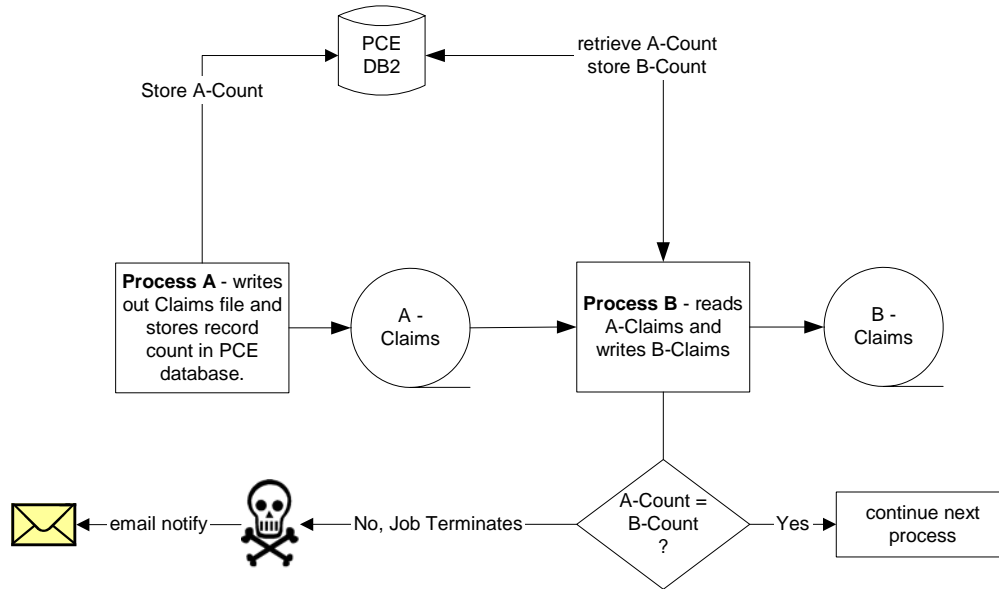 PCE
DB2
retrieve A-Count
store B-Count
Store A-Count
Process A - writes
out Claims file and
stores record
count in PCE
database.
A -
Claims
Process B - reads
A-Claims and
writes B-Claims
B -
Claims
email notify
No, Job Terminates
A-Count =
B-Count
?
Yes
continue next
process